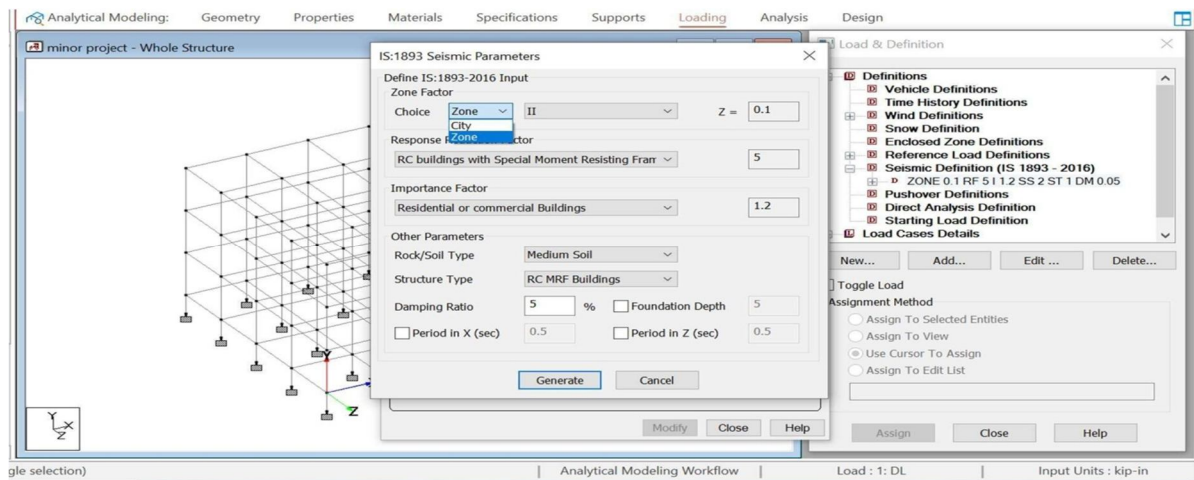 Analytical Modeling: Geometry Properties Materials Specifications Supports Loading Analysis Design
minor project - Whole Structure
IS:1893 Seismic Parameters
Define IS:1893-2016 Input
Zone Factor
Choice Zone II Z = 0.1
City
Zone
Response
RC buildings with Special Moment Resisting Fram 5
Importance Factor
Residential or commercial Buildings 1.2
Other Parameters
Rock/Soil Type Medium Soil
Structure Type RC MRF Buildings
Damping Ratio 5 % Foundation Depth 5
Period in X (sec) 0.5 Period in Z (sec) 0.5
Generate Cancel
Modify Close Help
Y
Z
Y
X
Z
Load & Definition
Definitions
Vehicle Definitions
Time History Definitions
Wind Definitions
Snow Definition
Enclosed Zone Definitions
Reference Load Definitions
Seismic Definition (IS 1893 - 2016)
ZONE 0.1 RF 5 I 1.2 SS 2 ST 1 DM 0.05
Pushover Definitions
Direct Analysis Definition
Starting Load Definition
Load Cases Details
New... Add... Edit ... Delete...
Toggle Load
Assignment Method
Assign To Selected Entities
Assign To View
Use Cursor To Assign
Assign To Edit List
Assign Close Help
gle selection) Analytical Modeling Workflow Load : 1: DL Input Units : kip-in